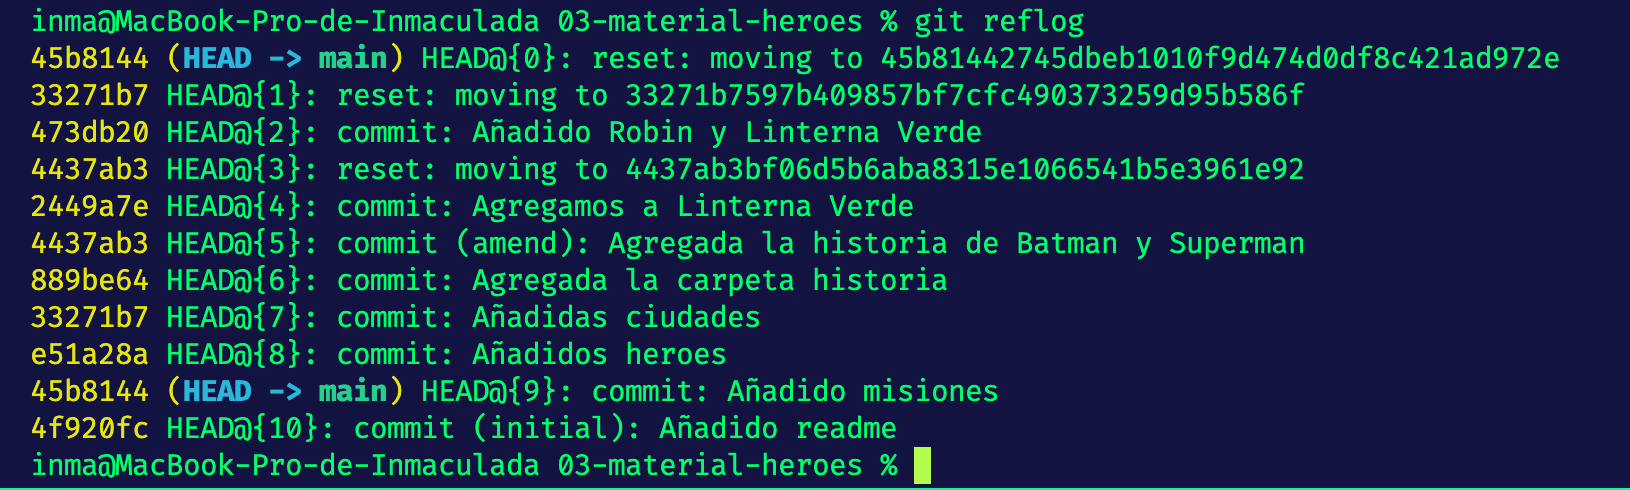 inma@MacBook-Pro-de-Inmaculada 03-material-heroes % git reflog
45b8144 (HEAD -> main) HEAD@{0}: reset: moving to 45b81442745dbeb1010f9d474d0df8c421ad972e
33271b7 HEAD@{1}: reset: moving to 33271b7597b409857bf7cfc490373259d95b586f
473db20 HEAD@{2}: commit: Añadido Robin y Linterna Verde
4437ab3 HEAD@{3}: reset: moving to 4437ab3bf06d5b6aba8315e1066541b5e3961e92
2449a7e HEAD@{4}: commit: Agregamos a Linterna Verde
4437ab3 HEAD@{5}: commit (amend): Agregada la historia de Batman y Superman
889be64 HEAD@{6}: commit: Agregada la carpeta historia
33271b7 HEAD@{7}: commit: Añadidas ciudades
e51a28a HEAD@{8}: commit: Añadidos heroes
45b8144 (HEAD -> main) HEAD@{9}: commit: Añadido misiones
4f920fc HEAD@{10}: commit (initial): Añadido readme
inma@MacBook-Pro-de-Inmaculada 03-material-heroes %